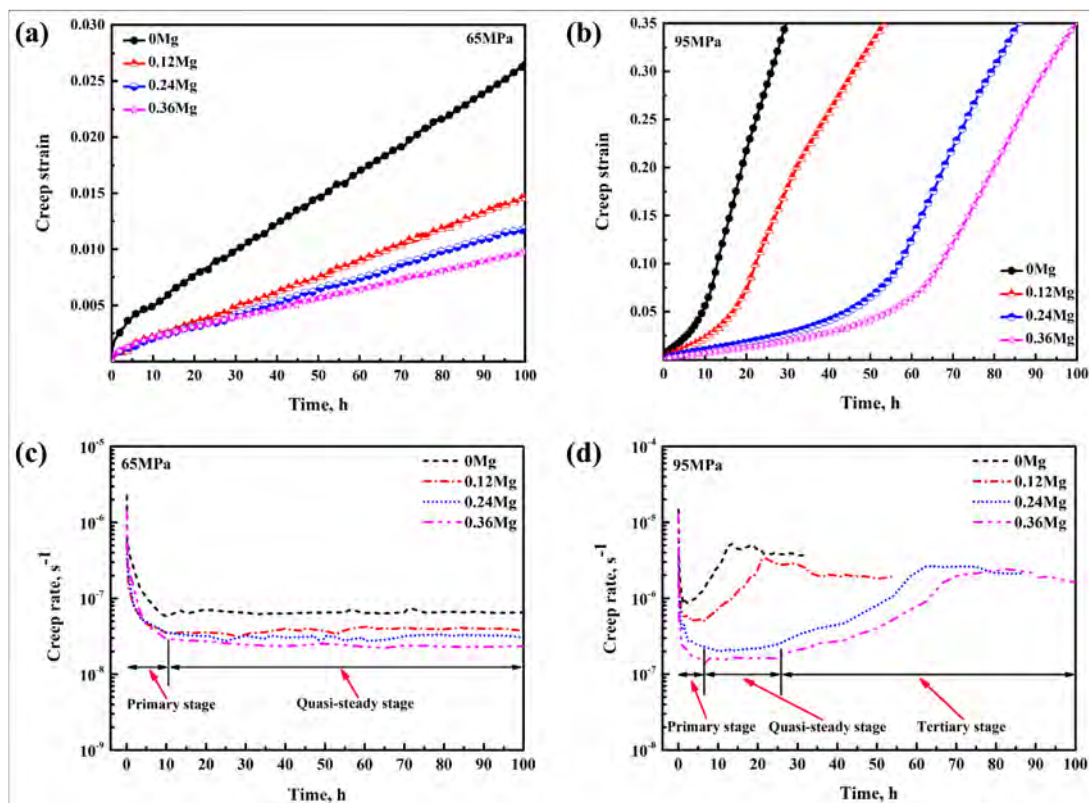 (a)
65MPa
0Mg
0.12Mg
0.24Mg
0.36Mg
0.030
0.025
0.020
0.015
0.010
0.005
Creep strain
0 10 20 30 40 50 60 70 80 90 100
Time, h
(b)
95MPa
0.35
0.30
0.25
0.20
0.15
0.10
0.05
Creep strain
0Mg
0.12Mg
0.24Mg
0.36Mg
0 10 20 30 40 50 60 70 80 90 100
Time, h
(c)
65MPa
0Mg
0.12Mg
0.24Mg
0.36Mg
10⁻⁵
10⁻⁶
10⁻⁷
10⁻⁸
10⁻⁹
Creep rate, s⁻¹
Primary stage
Quasi-steady stage
0 10 20 30 40 50 60 70 80 90 100
Time, h
(d)
95MPa
0Mg
0.12Mg
0.24Mg
0.36Mg
10⁻⁴
10⁻⁵
10⁻⁶
10⁻⁷
10⁻⁸
Creep rate, s⁻¹
Primary stage
Quasi-steady stage
Tertiary stage
0 10 20 30 40 50 60 70 80 90 100
Time, h